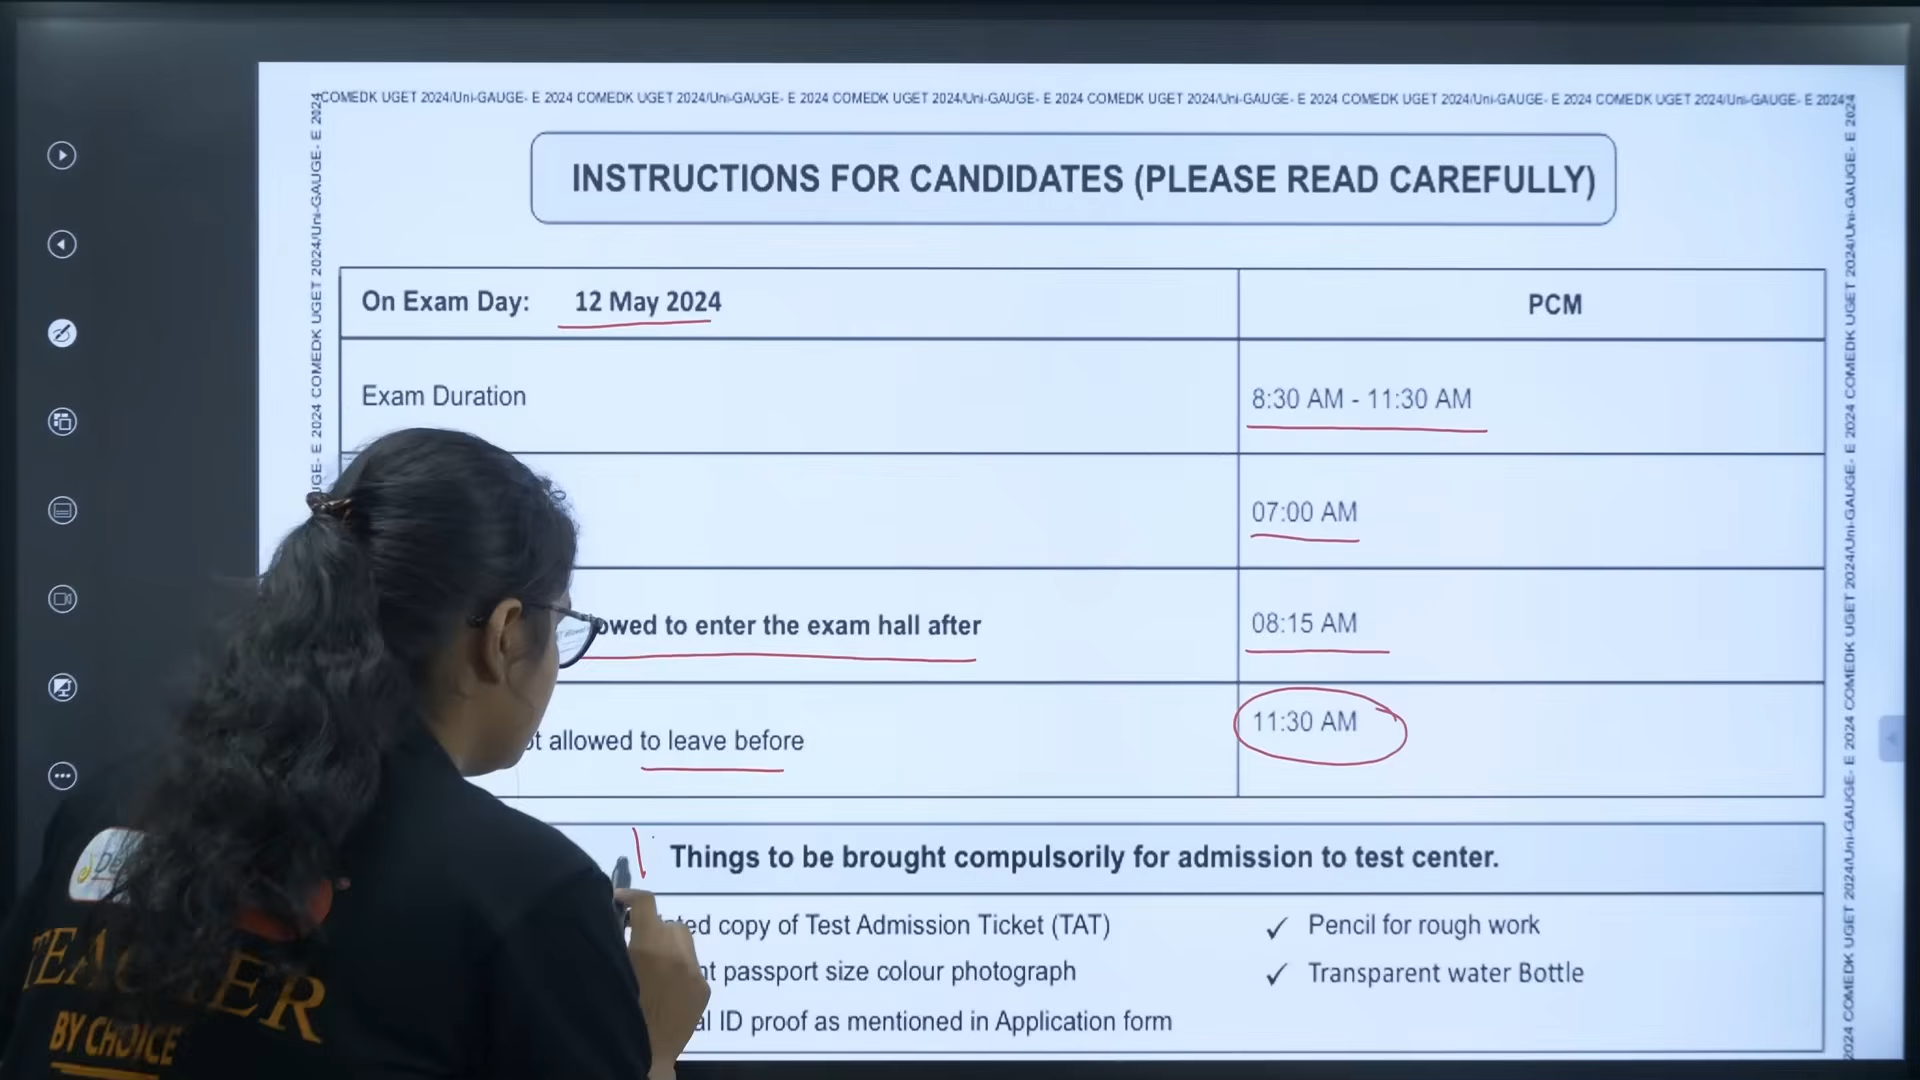 COMEDK UGET 2024/Uni-GAUGE- E 2024 COMEDK UGET 2024/Uni-GAUGE- E 2024 COMEDK UGET 2024/Uni-GAUGE- E 2024 COMEDK UGET 2024/Uni-GAUGE- E 2024 COMEDK UGET 2024/Uni-GAUGE- E 2024 COMEDK UGET 2024/Uni-GAUGE- E 2024
INSTRUCTIONS FOR CANDIDATES (PLEASE READ CAREFULLY)
On Exam Day: 12 May 2024 PCM
Exam Duration 8:30 AM - 11:30 AM
07:00 AM
to enter the exam hall after 08:15 AM
allowed to leave before 11:30 AM
Things to be brought compulsorily for admission to test center.
copy of Test Admission Ticket (TAT) ✓ Pencil for rough work
passport size colour photograph ✓ Transparent water Bottle
ID proof as mentioned in Application form
TEACHER
BY CHOICE